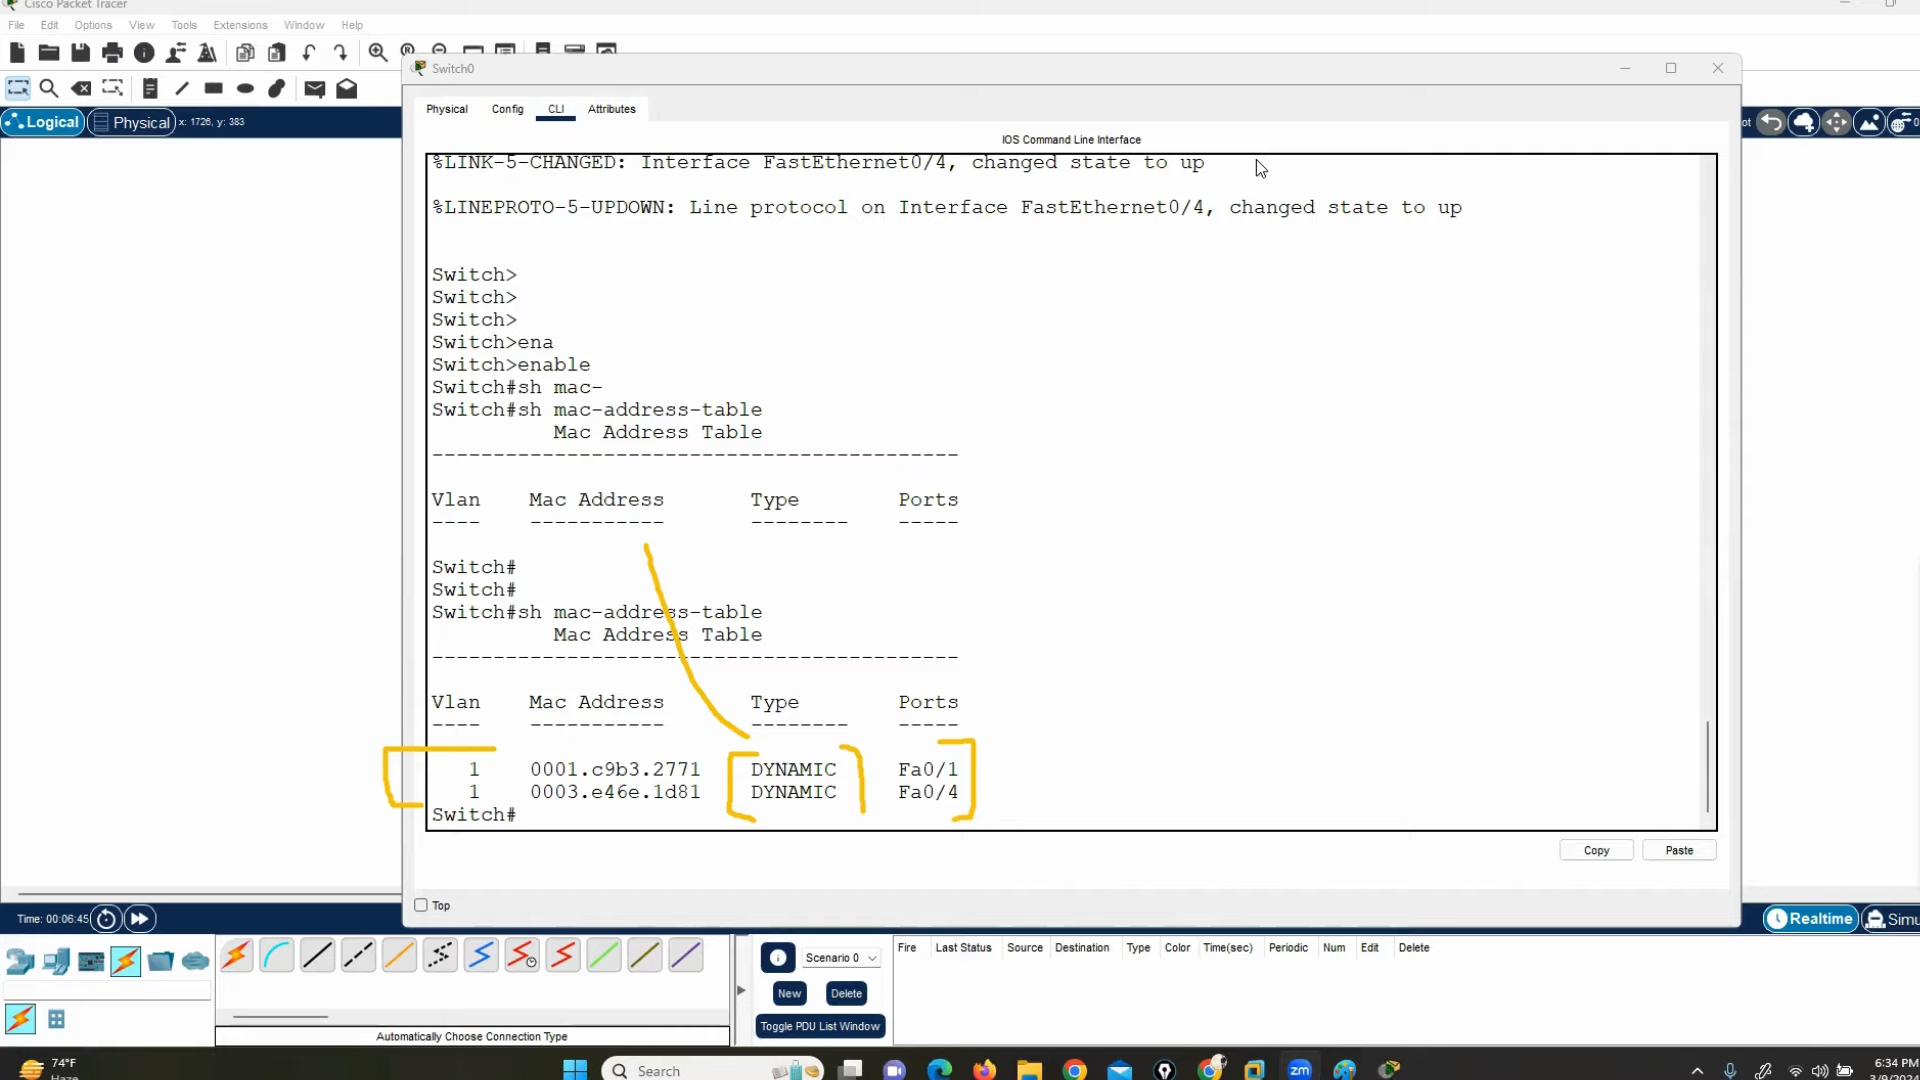 Cisco Packet Tracer
File Edit Options View Tools Extensions Window Help
Switch0
Physical Config CLI Attributes
Logical Physical x: 1726, y: 383
IOS Command Line Interface
%LINK-5-CHANGED: Interface FastEthernet0/4, changed state to up
%LINEPROTO-5-UPDOWN: Line protocol on Interface FastEthernet0/4, changed state to up
Switch>
Switch>
Switch>
Switch>ena
Switch>enable
Switch#sh mac-
Switch#sh mac-address-table
Mac Address Table
-------------------------------------------
Vlan Mac Address Type Ports
---- ----------- -------- -----
Switch#
Switch#
Switch#sh mac-address-table
Mac Address Table
-------------------------------------------
Vlan Mac Address Type Ports
---- ----------- -------- -----
1 0001.c9b3.2771 DYNAMIC Fa0/1
1 0003.e46e.1d81 DYNAMIC Fa0/4
Switch#
Copy Paste
Top
Time: 00:06:45
Realtime
Fire Last Status Source Destination Type Color Time(sec) Periodic Num Edit Delete
Scenario 0
New Delete
Toggle PDU List Window
Automatically Choose Connection Type
74°F
Haze
Search
zm
6:34 PM